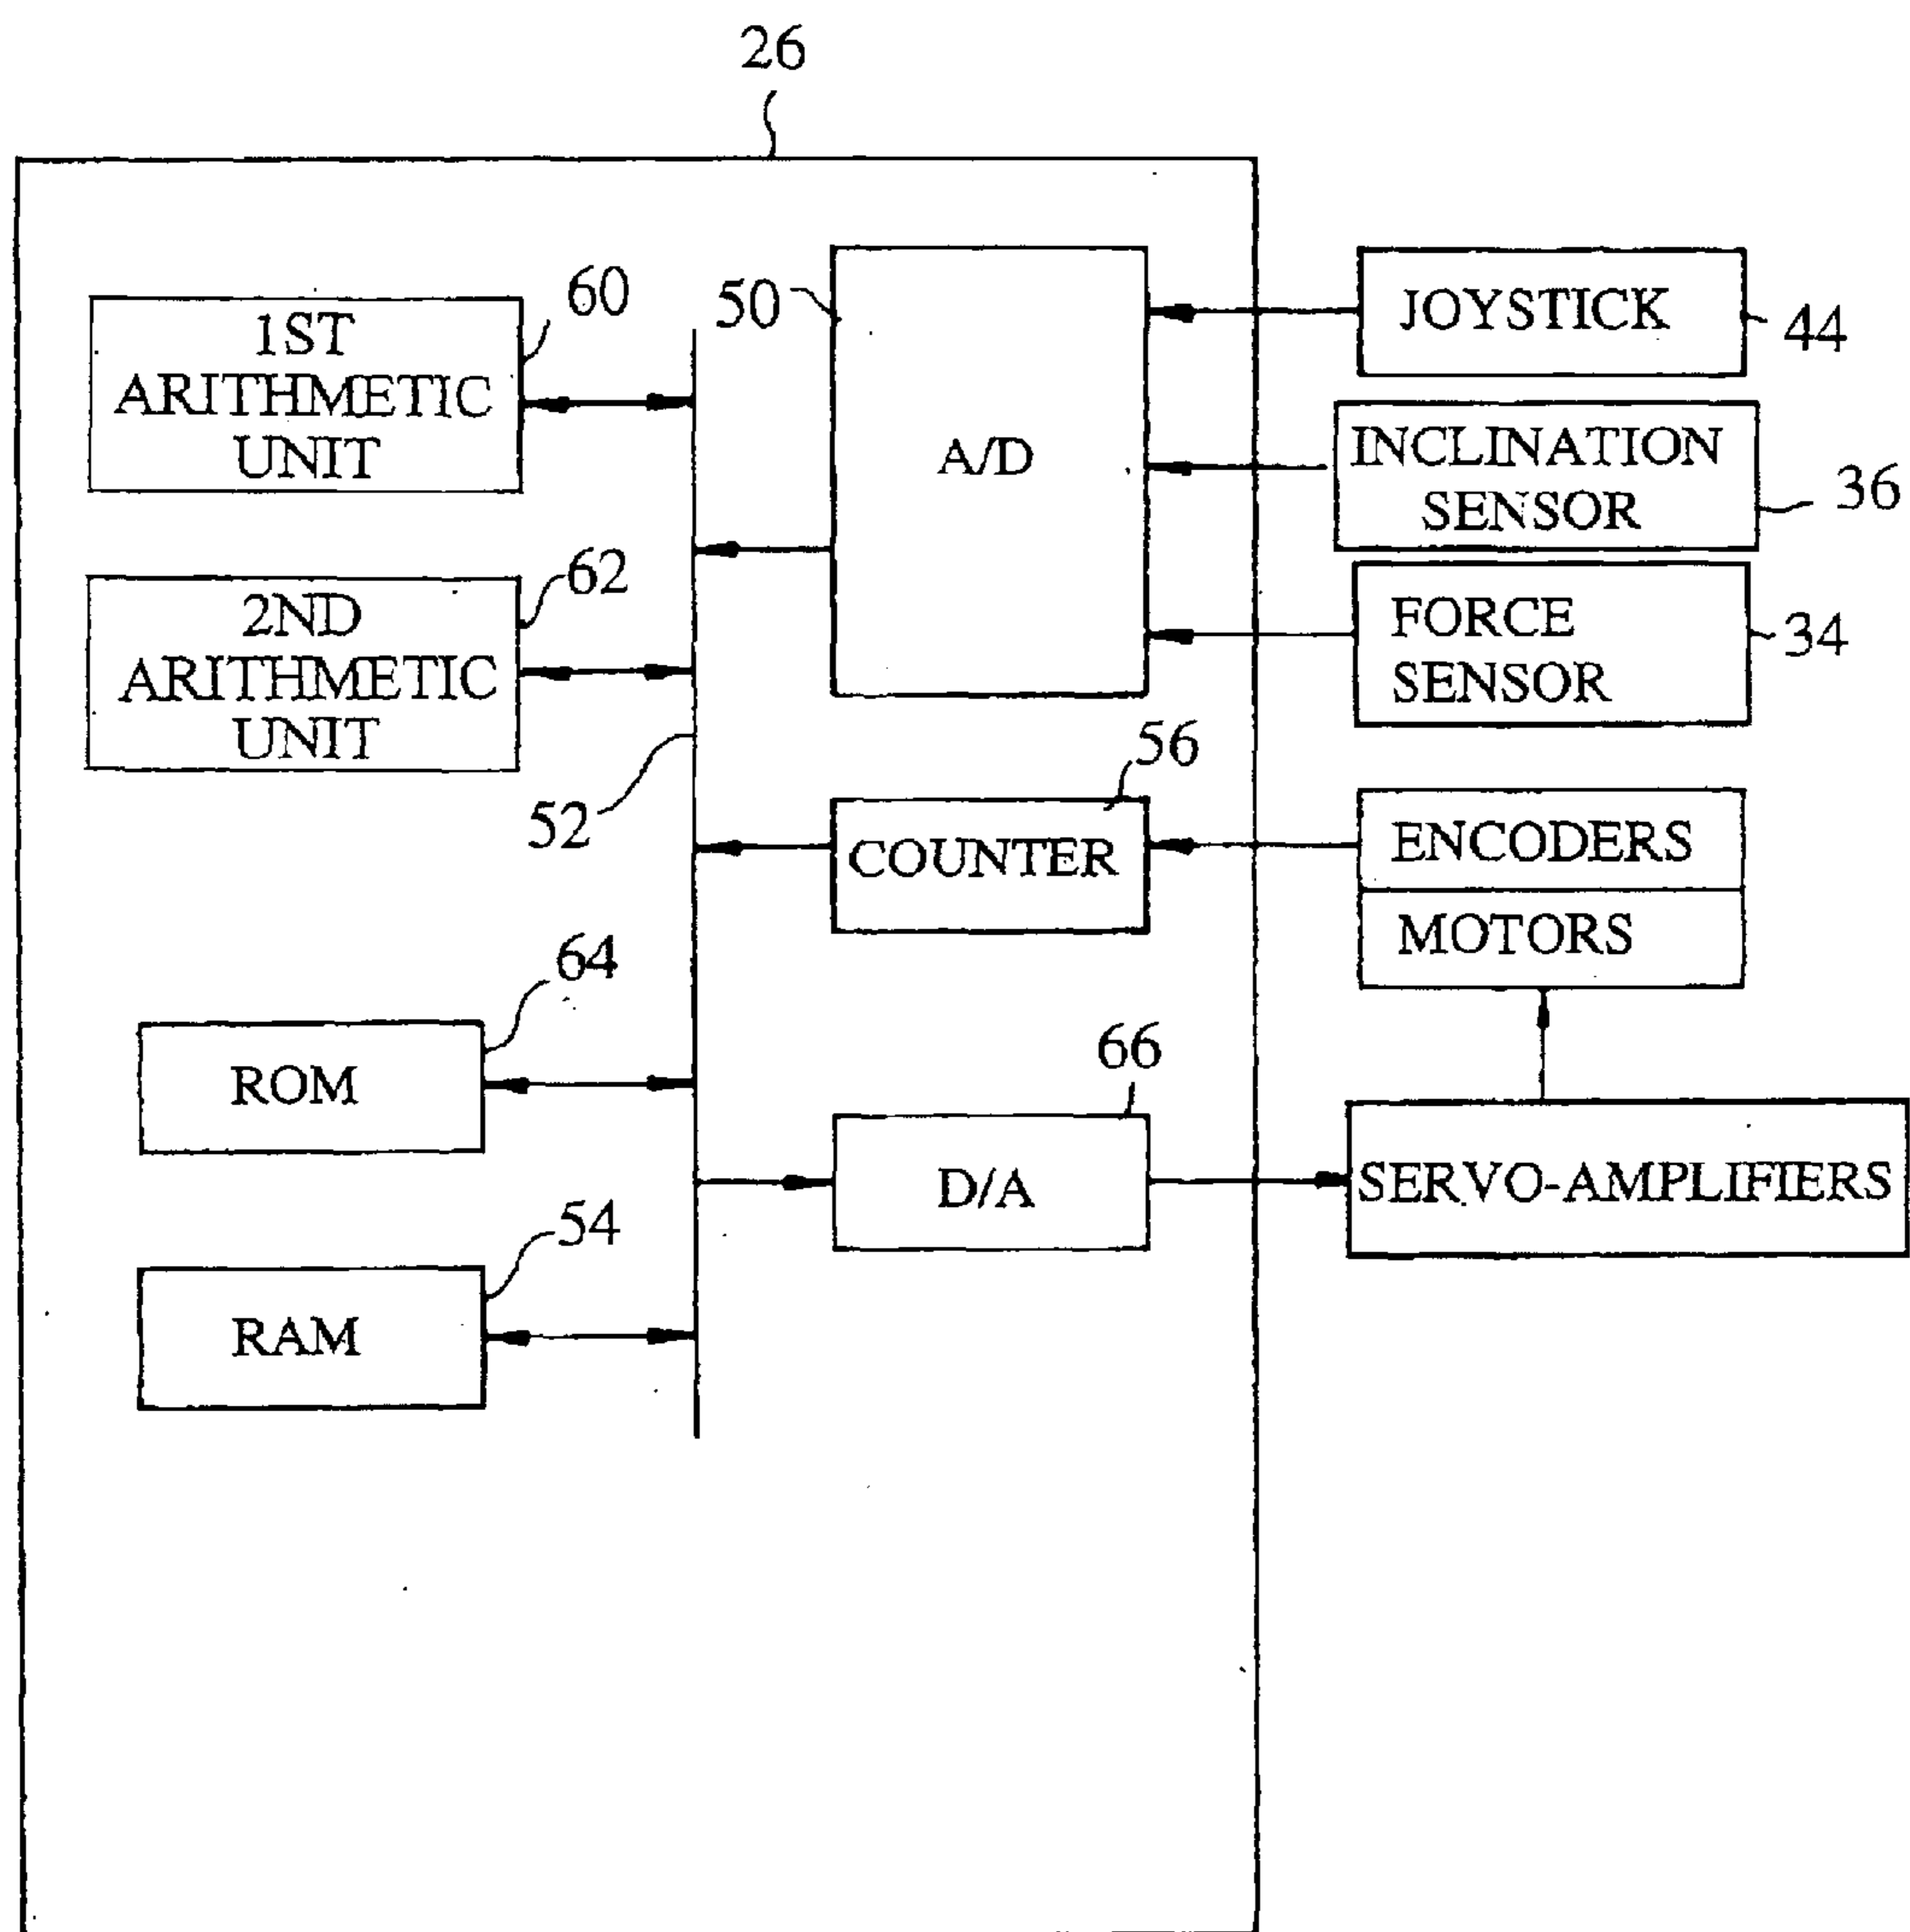 26
1ST
ARITHMETIC
UNIT
60
50
A/D
JOYSTICK
44
INCLINATION
SENSOR
36
2ND
ARITHMETIC
UNIT
62
FORCE
SENSOR
34
52
56
COUNTER
ENCODERS
MOTORS
64
ROM
66
D/A
SERVO-AMPLIFIERS
54
RAM